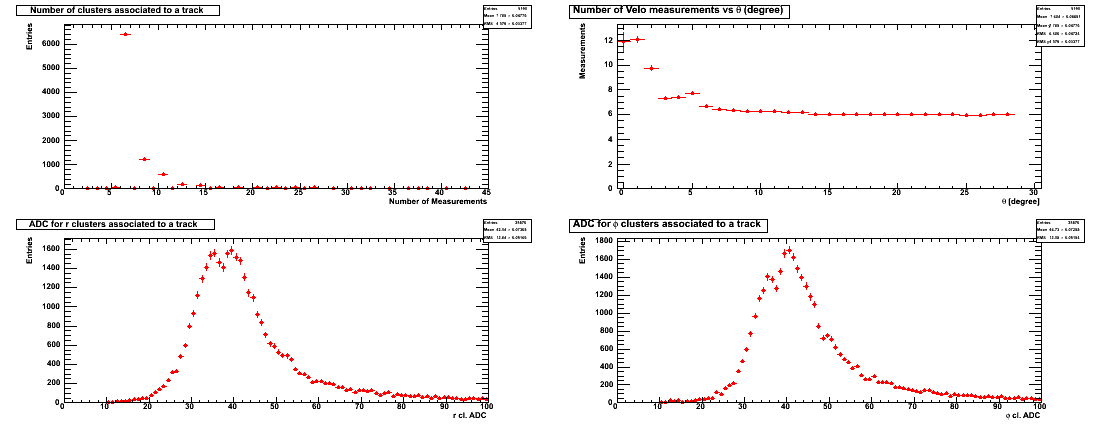 Number of clusters associated to a track
Entries
6000
5000
4000
3000
2000
1000
0
0 5 10 15 20 25 30 35 40 45
Number of Measurements
Number of Velo measurements vs θ (degree)
Measurements
12
10
8
6
4
2
0
0 5 10 15 20 25 30
θ [degree]
ADC for r clusters associated to a track
Entries
Entries
1600
1400
1200
1000
800
600
400
200
0
0 10 20 30 40 50 60 70 80 90 100
r cl. ADC
ADC for φ clusters associated to a track
Entries
Entries
1800
1600
1400
1200
1000
800
600
400
200
0
0 10 20 30 40 50 60 70 80 90 100
φ cl. ADC